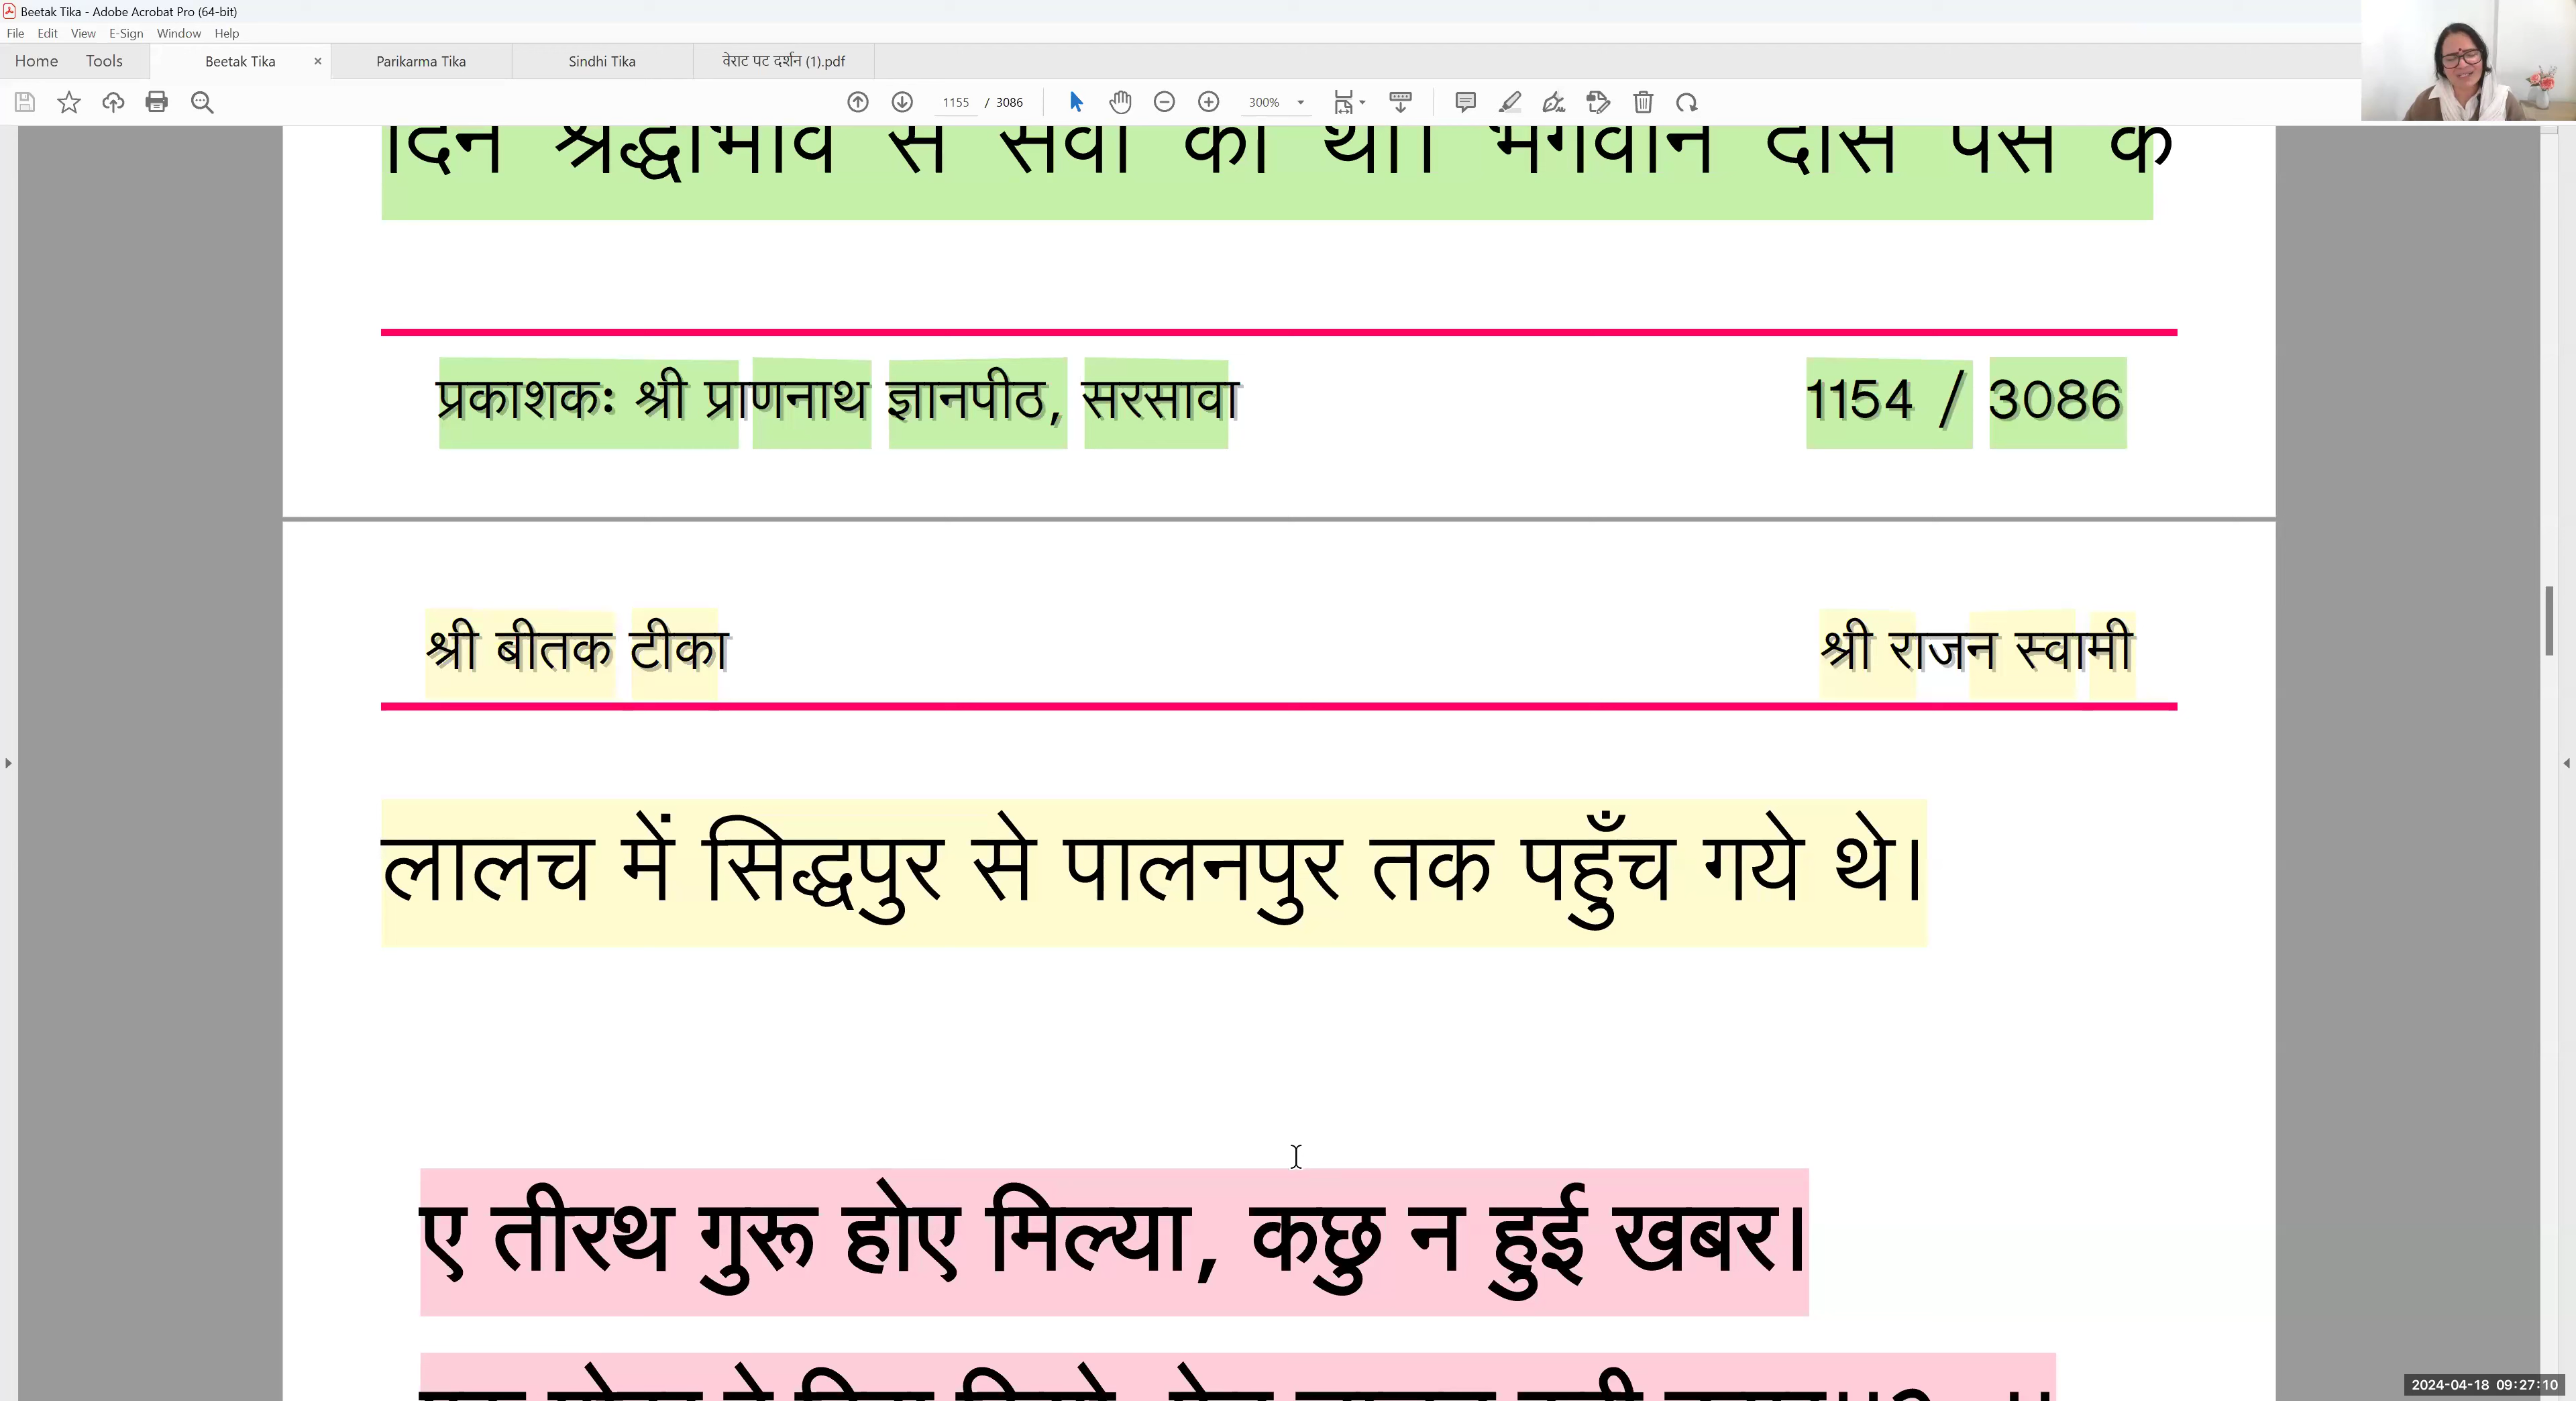 Beetak Tika - Adobe Acrobat Pro (64-bit)
File Edit View E-Sign Window Help
Home Tools Beetak Tika × Parikarma Tika Sindhi Tika वेराट पट दर्शन (1).pdf
1155 / 3086 300%
दिन श्रद्धाभाव से सेवा की थी। भगवान दास पैसे के
प्रकाशकः श्री प्राणनाथ ज्ञानपीठ, सरसावा 1154 / 3086
श्री बीतक टीका श्री राजन स्वामी
लालच में सिद्धपुर से पालनपुर तक पहुँच गये थे।
ए तीरथ गुरू होए मिल्या, कछु न हुई खबर।
2024-04-18 09:27:10